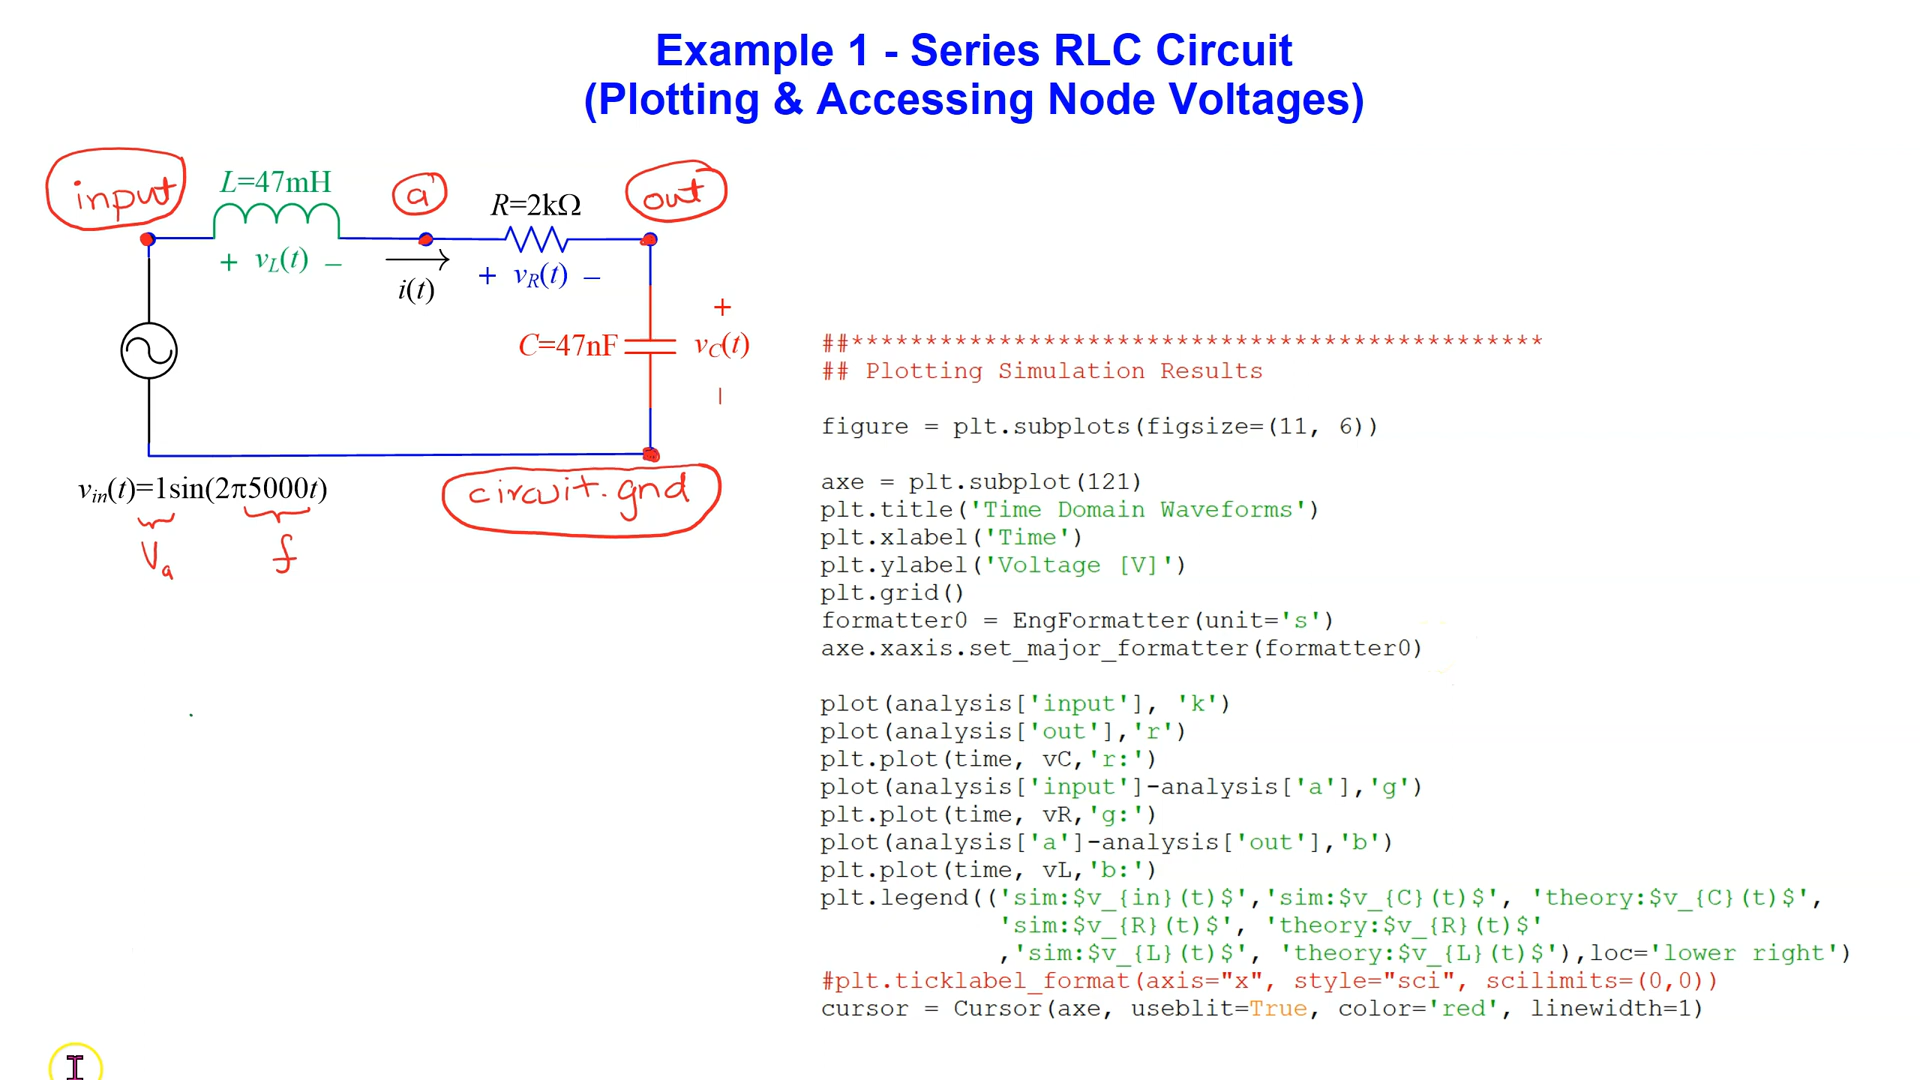 Example 1 - Series RLC Circuit
(Plotting & Accessing Node Voltages)
input
L=47mH
a
R=2kΩ
out
+ vL(t) –
i(t)
+ vR(t) –
+
C=47nF
vC(t)
–
vin(t)=1sin(2π5000t)
Va
f
circuit.gnd
##***********************************************
## Plotting Simulation Results
figure = plt.subplots(figsize=(11, 6))
axe = plt.subplot(121)
plt.title('Time Domain Waveforms')
plt.xlabel('Time')
plt.ylabel('Voltage [V]')
plt.grid()
formatter0 = EngFormatter(unit='s')
axe.xaxis.set_major_formatter(formatter0)
plot(analysis['input'], 'k')
plot(analysis['out'],'r')
plt.plot(time, vC,'r:')
plot(analysis['input']-analysis['a'],'g')
plt.plot(time, vR,'g:')
plot(analysis['a']-analysis['out'],'b')
plt.plot(time, vL,'b:')
plt.legend(('sim:$v_{in}(t)$','sim:$v_{C}(t)$', 'theory:$v_{C}(t)$',
'sim:$v_{R}(t)$', 'theory:$v_{R}(t)$'
,'sim:$v_{L}(t)$', 'theory:$v_{L}(t)$'),loc='lower right')
#plt.ticklabel_format(axis="x", style="sci", scilimits=(0,0))
cursor = Cursor(axe, useblit=True, color='red', linewidth=1)